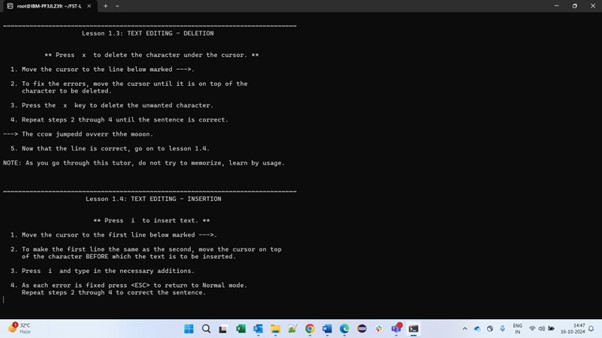 root@IBM-PF3JLZ39: ~/FST-L
Lesson 1.3: TEXT EDITING - DELETION
** Press x to delete the character under the cursor. **
1. Move the cursor to the line below marked --->.
2. To fix the errors, move the cursor until it is on top of the
character to be deleted.
3. Press the x key to delete the unwanted character.
4. Repeat steps 2 through 4 until the sentence is correct.
---> The ccow jumpedd ovverr thhe mooon.
5. Now that the line is correct, go on to lesson 1.4.
NOTE: As you go through this tutor, do not try to memorize, learn by usage.
Lesson 1.4: TEXT EDITING - INSERTION
** Press i to insert text. **
1. Move the cursor to the first line below marked --->.
2. To make the first line the same as the second, move the cursor on top
of the character BEFORE which the text is to be inserted.
3. Press i and type in the necessary additions.
4. As each error is fixed press <ESC> to return to Normal mode.
Repeat steps 2 through 4 to correct the sentence.
32°C
Haze
ENG
IN
14:47
16-10-2024